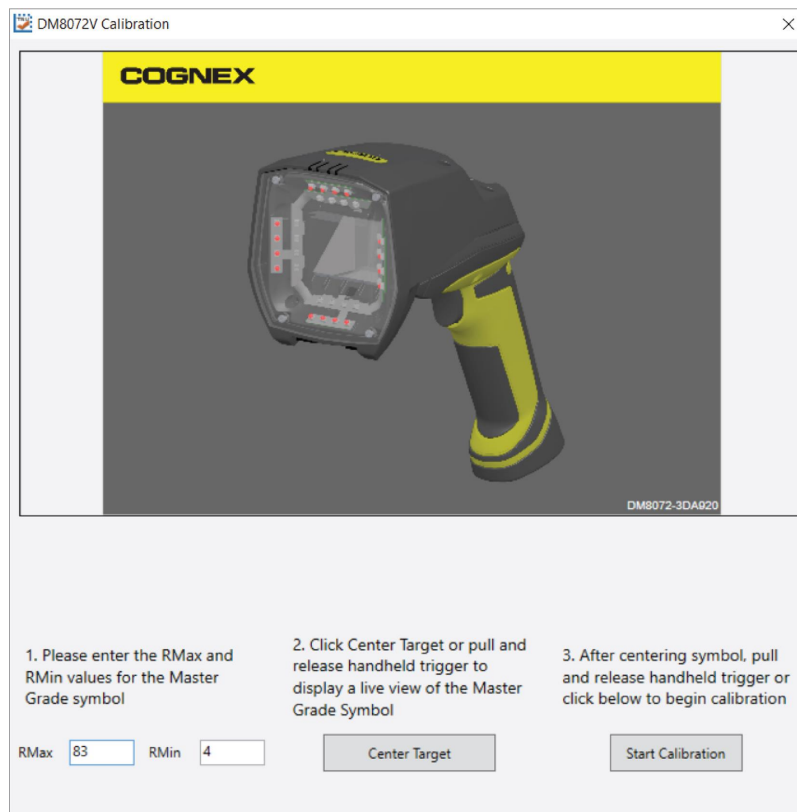 DM8072V Calibration
COGNEX
DM8072-3DA920
1. Please enter the RMax and
RMin values for the Master
Grade symbol
2. Click Center Target or pull and
release handheld trigger to
display a live view of the Master
Grade Symbol
3. After centering symbol, pull
and release handheld trigger or
click below to begin calibration
RMax 83 RMin 4
Center Target
Start Calibration